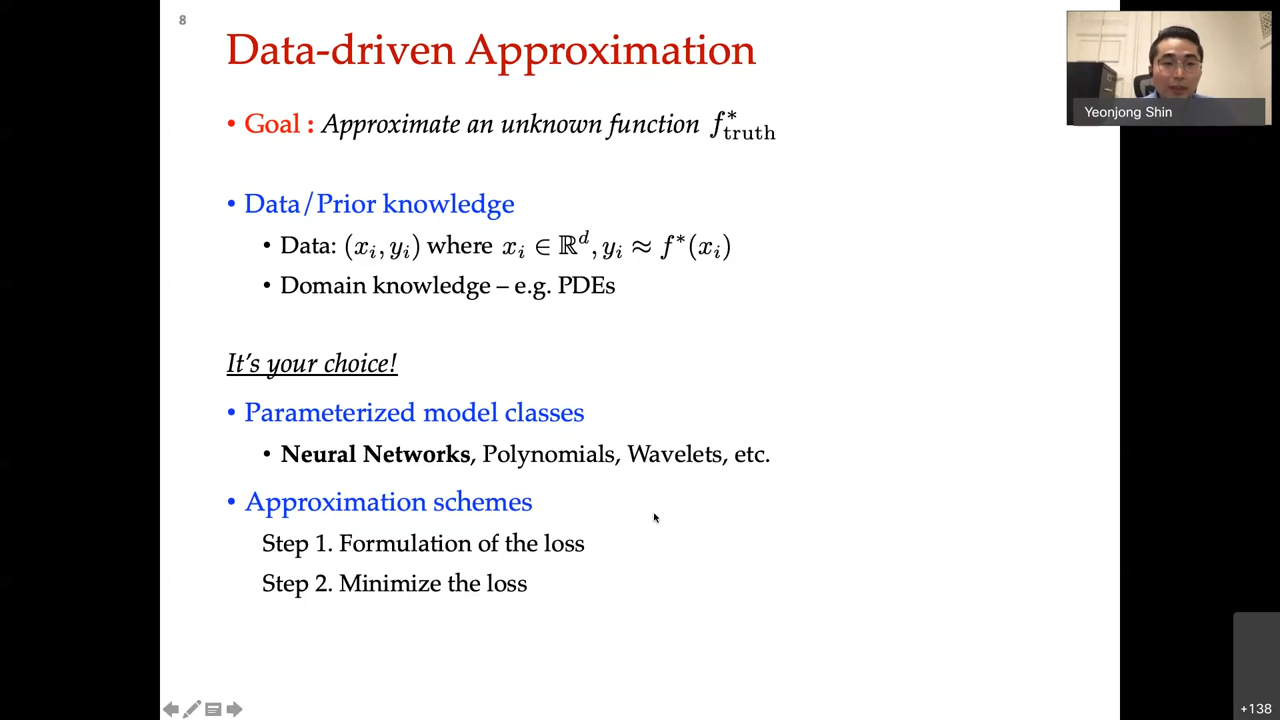 8
Data-driven Approximation
• Goal : Approximate an unknown function f*truth
• Data/Prior knowledge
• Data: (xᵢ, yᵢ) where xᵢ ∈ ℝᵈ, yᵢ ≈ f*(xᵢ)
• Domain knowledge – e.g. PDEs
It's your choice!
• Parameterized model classes
• Neural Networks, Polynomials, Wavelets, etc.
• Approximation schemes
Step 1. Formulation of the loss
Step 2. Minimize the loss
Yeonjong Shin
+138